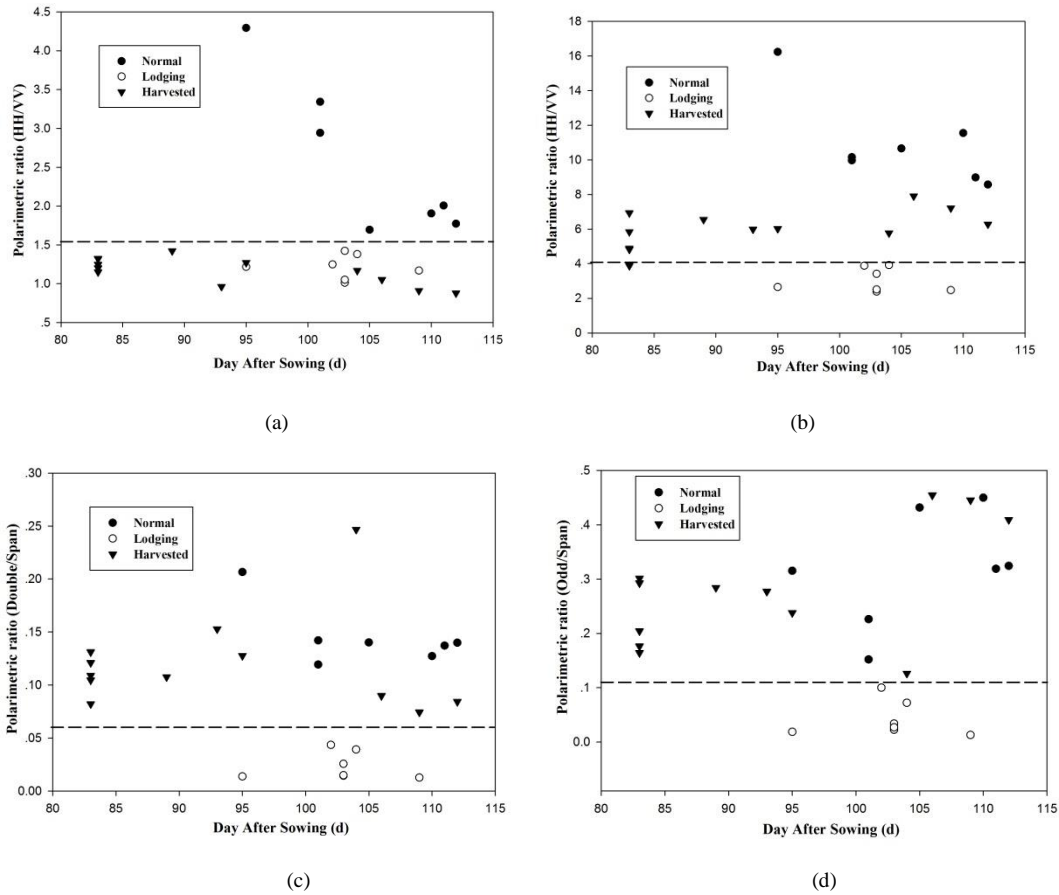 4.5
4.0
3.5
3.0
2.5
2.0
1.5
1.0
.5
Polarimetric ratio (HH/VV)
Normal
Lodging
Harvested
80 85 90 95 100 105 110 115
Day After Sowing (d)
(a)
18
16
14
12
10
8
6
4
2
0
Polarimetric ratio (HH/VV)
Normal
Lodging
Harvested
80 85 90 95 100 105 110 115
Day After Sowing (d)
(b)
.30
.25
.20
.15
.10
.05
0.00
Polarimetric ratio (Double/Span)
Normal
Lodging
Harvested
80 85 90 95 100 105 110 115
Day After Sowing (d)
(c)
.5
.4
.3
.2
.1
0.0
Polarimetric ratio (Odd/Span)
Normal
Lodging
Harvested
80 85 90 95 100 105 110 115
Day After Sowing (d)
(d)